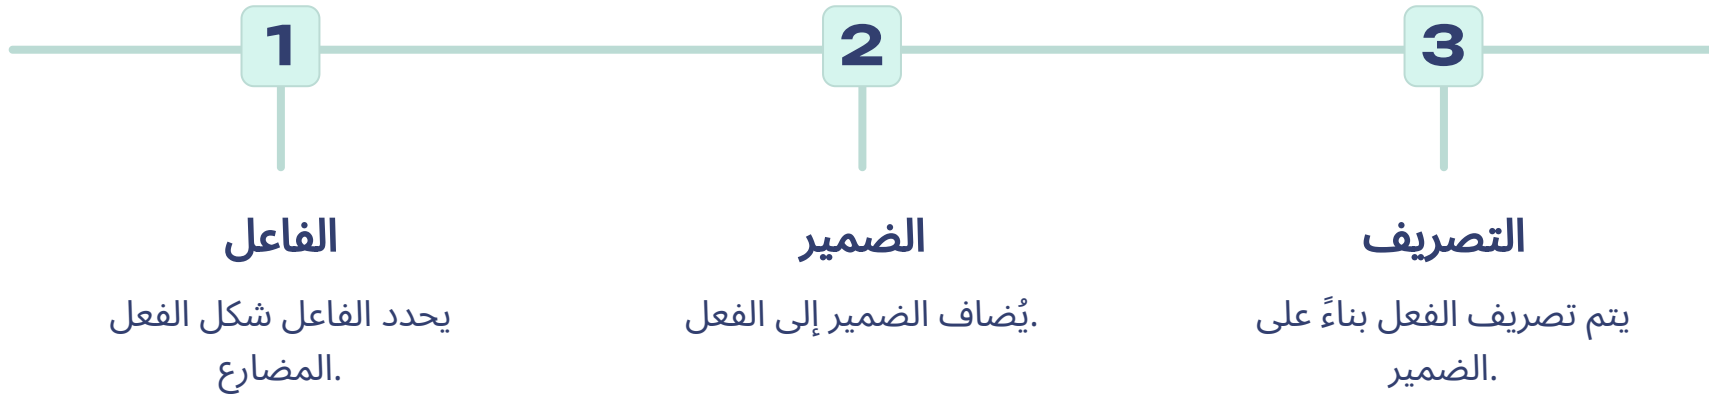 1
الفاعل
يحدد الفاعل شكل الفعل
المضارع.
2
الضمير
يُضاف الضمير إلى الفعل.
3
التصريف
يتم تصريف الفعل بناءً على
الضمير.